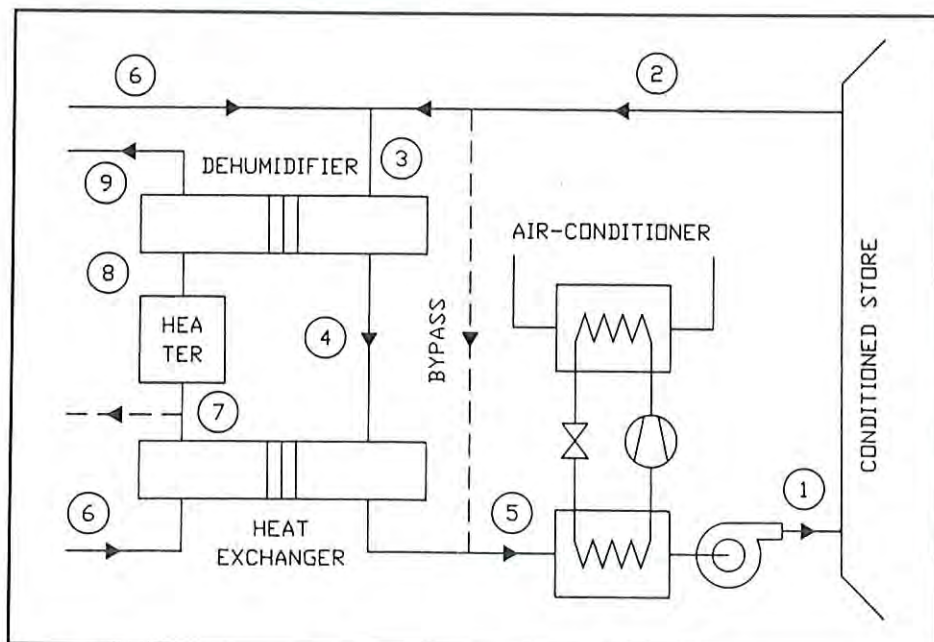 6
2
DEHUMIDIFIER
3
9
AIR-CONDITIONER
8
HEA
TER
4
BYPASS
CONDITIONED STORE
7
6
HEAT
EXCHANGER
5
1